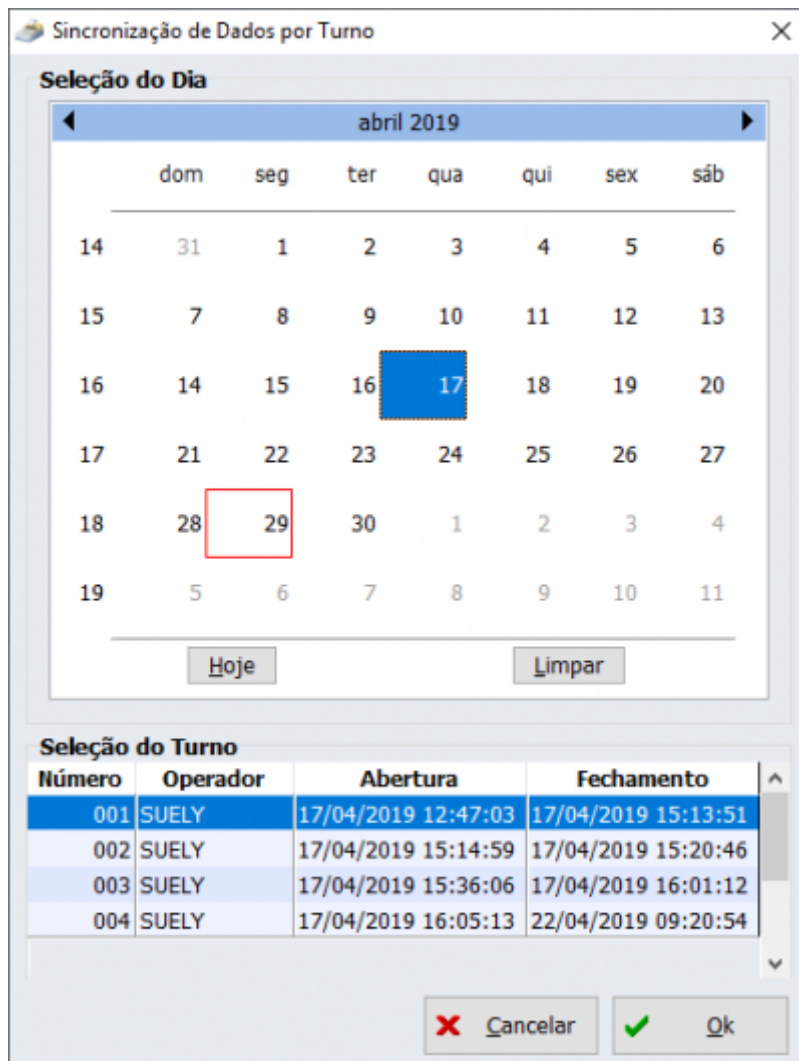 Sincronização de Dados por Turno
Seleção do Dia
abril 2019
dom seg ter qua qui sex sáb
14 31 1 2 3 4 5 6
15 7 8 9 10 11 12 13
16 14 15 16 17 18 19 20
17 21 22 23 24 25 26 27
18 28 29 30 1 2 3 4
19 5 6 7 8 9 10 11
Hoje Limpar
Seleção do Turno
Número Operador Abertura Fechamento
001 SUELY 17/04/2019 12:47:03 17/04/2019 15:13:51
002 SUELY 17/04/2019 15:14:59 17/04/2019 15:20:46
003 SUELY 17/04/2019 15:36:06 17/04/2019 16:01:12
004 SUELY 17/04/2019 16:05:13 22/04/2019 09:20:54
Cancelar Ok